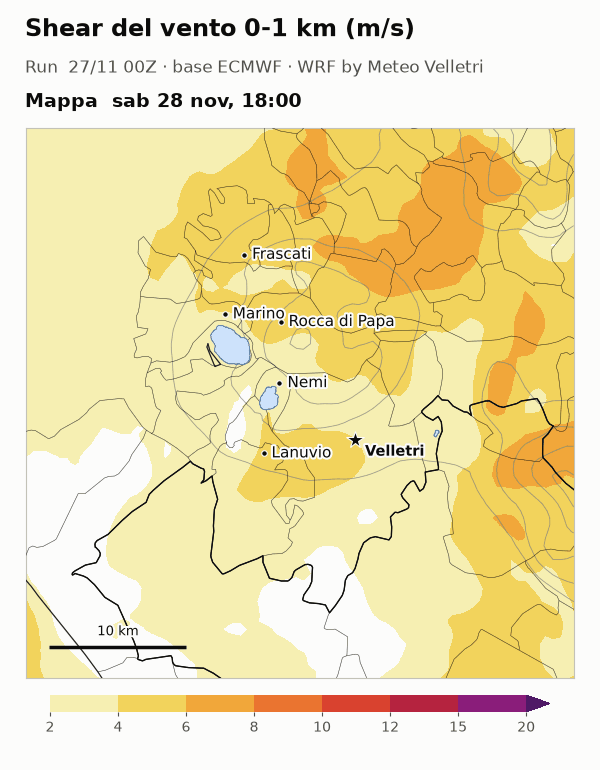 Shear del vento 0-1 km (m/s)
Run 27/11 00Z · base ECMWF · WRF by Meteo Velletri
Mappa sab 28 nov, 18:00
Frascati
Marino
Rocca di Papa
Nemi
Velletri
Lanuvio
10 km
2 4 6 8 10 12 15 20